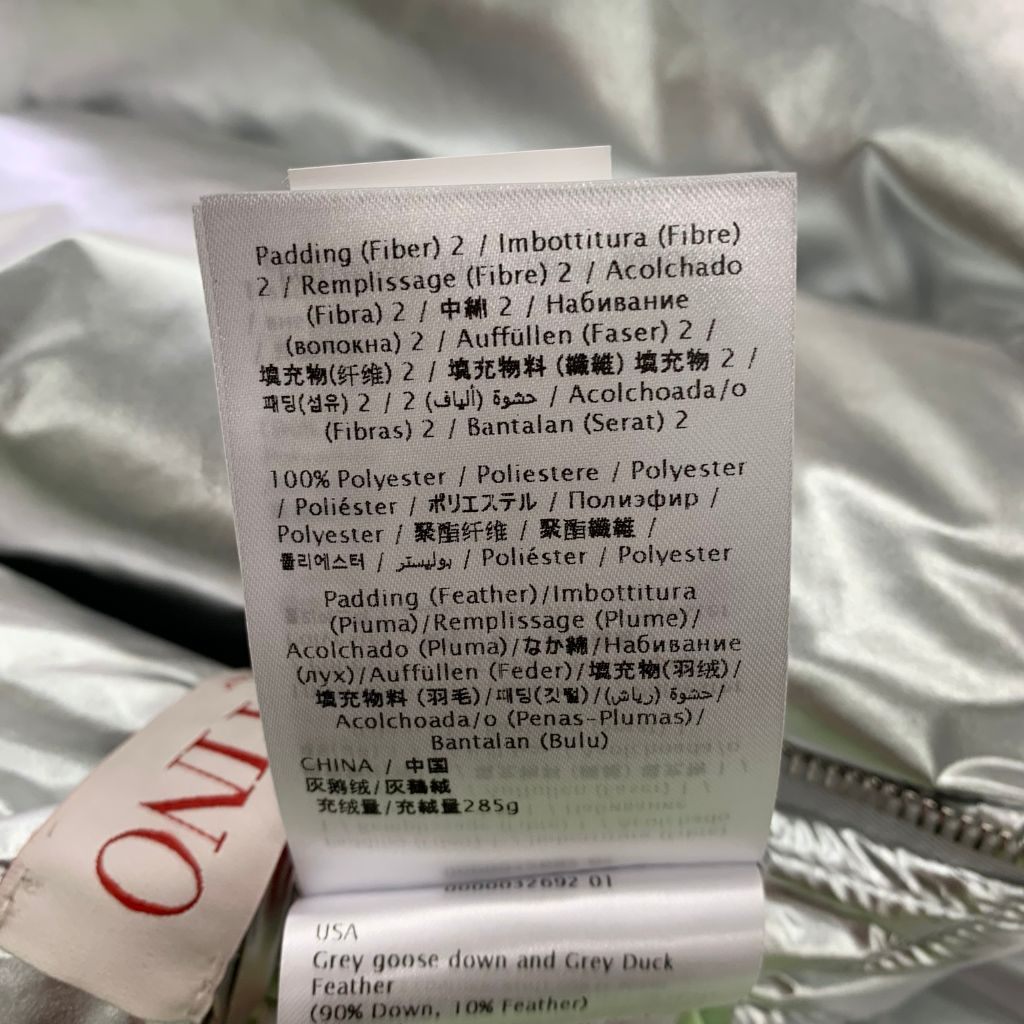 Padding (Fiber) 2 / Imbottitura (Fibre)
2 / Remplissage (Fibre) 2 / Acolchado
(Fibra) 2 / 中綿 2 / Набивание
(волокна) 2 / Auffüllen (Faser) 2 /
填充物(纤维) 2 / 填充物料 (纖維) 填充物 2 /
패딩(섬유) 2 / 2 حشوة (ألياف) / Acolchoada/o
(Fibras) 2 / Bantalan (Serat) 2
100% Polyester / Poliestere / Polyester
/ Poliéster / ポリエステル / Полиэфир /
Polyester / 聚酯纤维 / 聚酯纖維 /
폴리에스터 / بوليستر / Poliéster / Polyester
Padding (Feather)/Imbottitura
(Piuma)/Remplissage (Plume)/
Acolchado (Pluma)/なか綿/Набивание
(лух)/Auffüllen (Feder)/填充物(羽绒)/
填充物料 (羽毛)/패딩(깃털)/حشوة (رياش)/
Acolchoada/o (Penas-Plumas)/
Bantalan (Bulu)
CHINA / 中国
灰鹅绒/灰鵝絨
充绒量/充絨量285g
0000032692 01
USA
Grey goose down and Grey Duck
Feather
(90% Down, 10% Feather)
INO